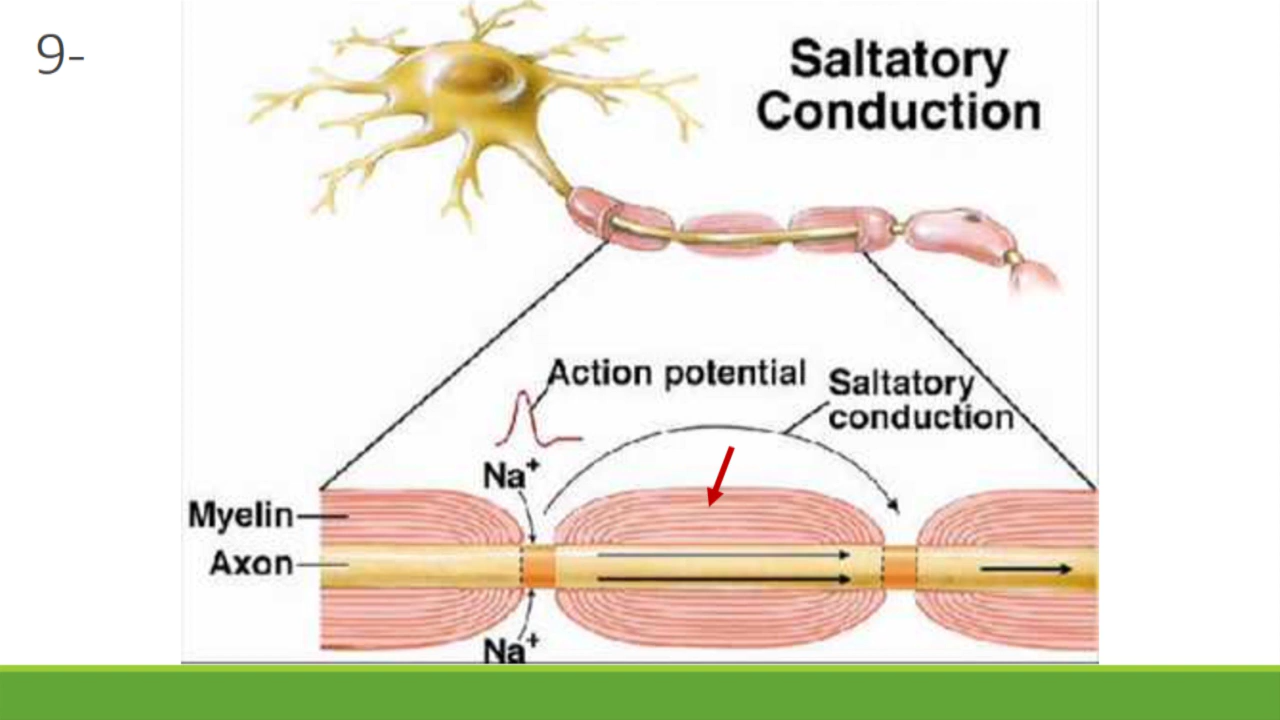 9-
Saltatory
Conduction
Action potential
Saltatory
conduction
Na+
Myelin
Axon
Na+